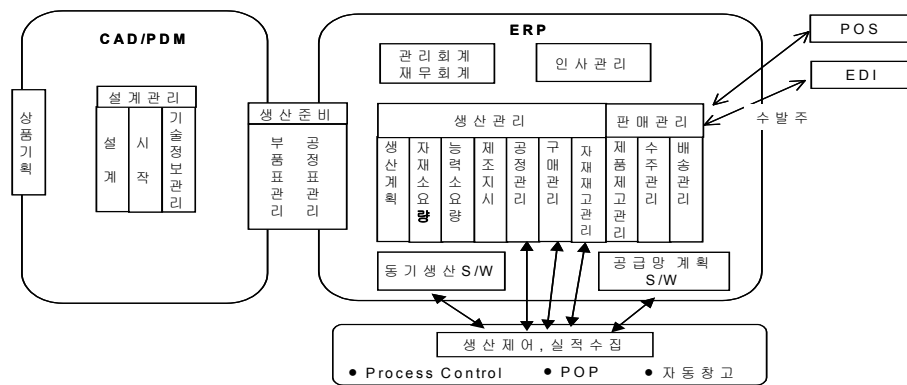 CAD/PDM
ERP
POS
EDI
수발주
관리회계
재무회계
인사관리
상품기획
설계관리
설계
시작
기술정보관리
생산준비
부품표관리
공정표관리
생산관리
생산계획
자재소요량
능력소요량
제조지시
공정관리
구매관리
자재재고관리
판매관리
제품제고관리
수주관리
배송관리
동기생산S/W
공급망 계획
S/W
생산제어, 실적수집
● Process Control
● POP
● 자동창고